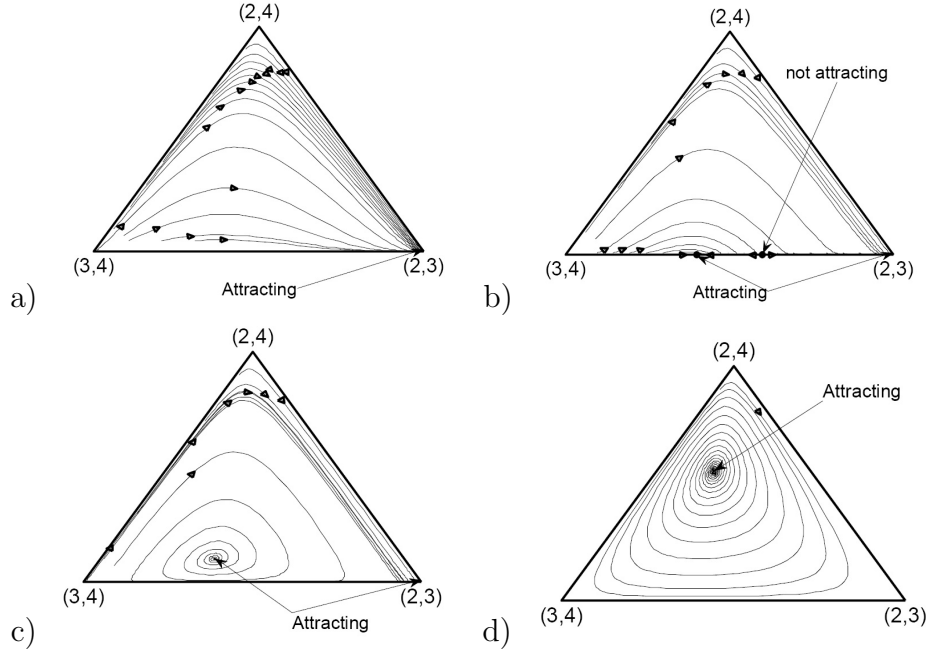 (2,4)
(3,4)
(2,3)
Attracting
a)
(2,4)
not attracting
(3,4)
(2,3)
Attracting
b)
(2,4)
(3,4)
(2,3)
Attracting
c)
(2,4)
Attracting
(3,4)
(2,3)
d)